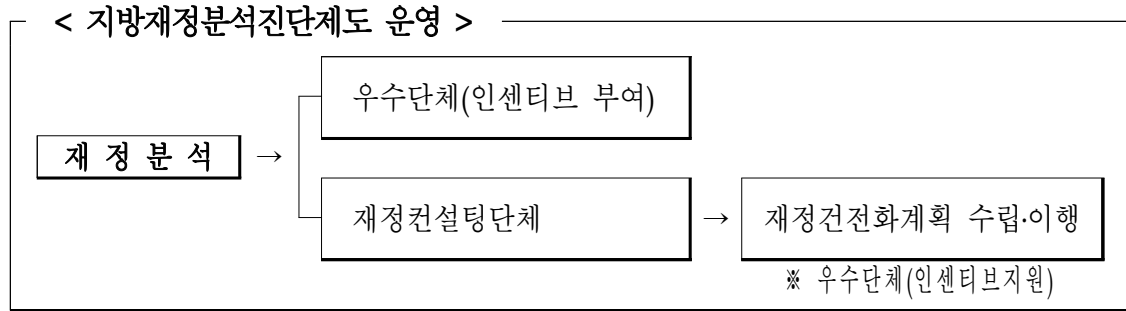 < 지방재정분석진단제도 운영 >
우수단체(인센티브 부여)
재 정 분 석 →
재정컨설팅단체 → 재정건전화계획 수립·이행
※ 우수단체(인센티브지원)